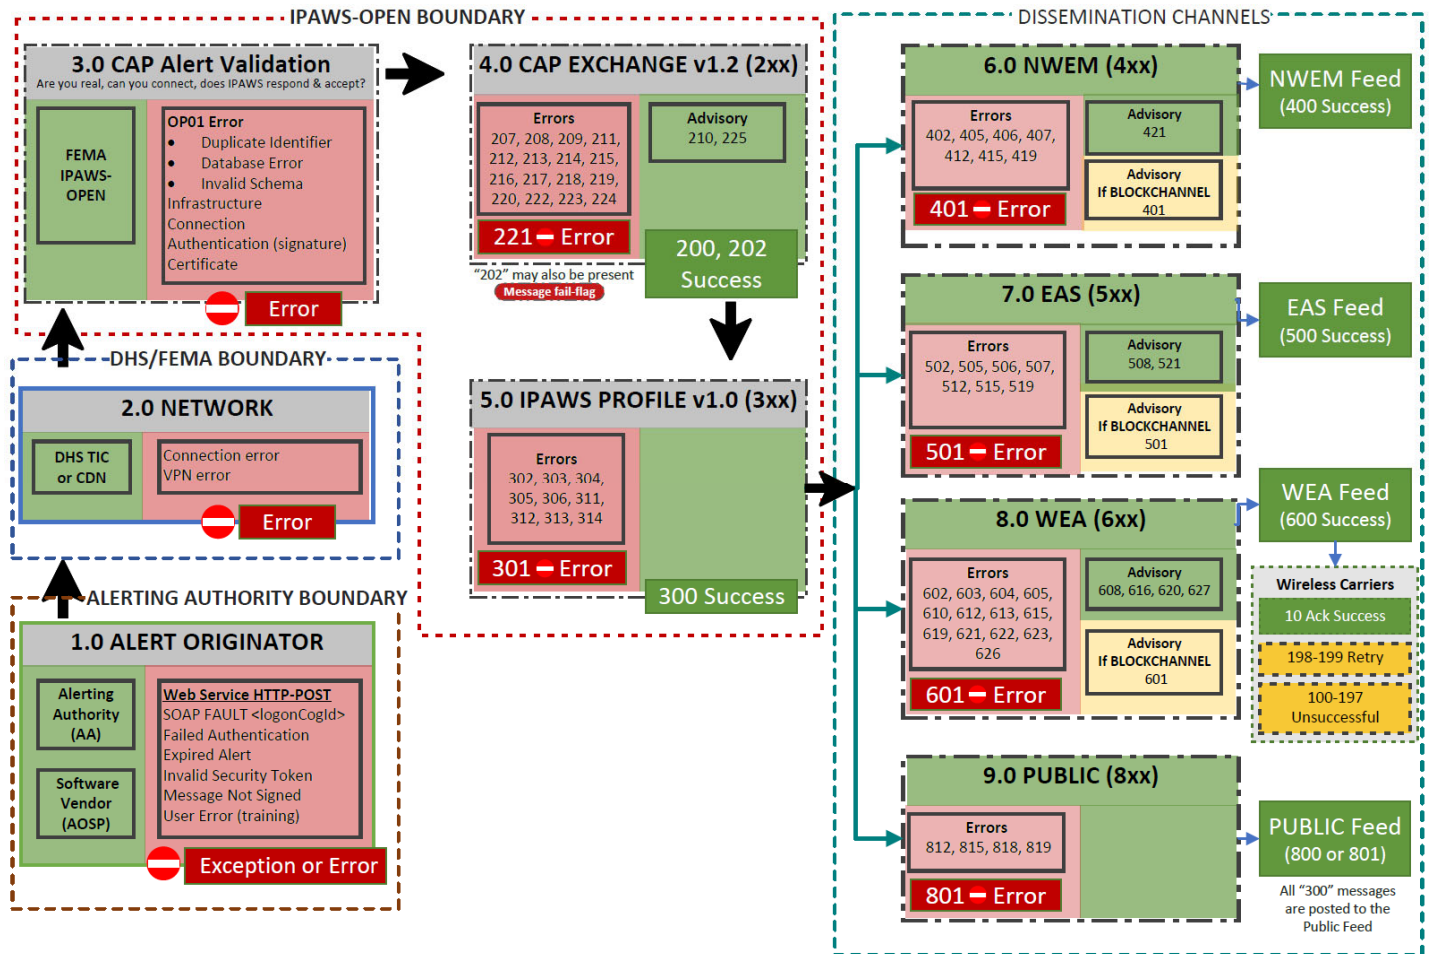 IPAWS-OPEN BOUNDARY
3.0 CAP Alert Validation
Are you real, can you connect, does IPAWS respond & accept?
FEMA
IPAWS-
OPEN
OP01 Error
● Duplicate Identifier
● Database Error
● Invalid Schema
Infrastructure
Connection
Authentication (signature)
Certificate
Error
4.0 CAP EXCHANGE v1.2 (2xx)
Errors
207, 208, 209, 211,
212, 213, 214, 215,
216, 217, 218, 219,
220, 222, 223, 224
221 Error
Advisory
210, 225
200, 202
Success
“202” may also be present
Message fail-flag
5.0 IPAWS PROFILE v1.0 (3xx)
Errors
302, 303, 304,
305, 306, 311,
312, 313, 314
301 Error
300 Success
DHS/FEMA BOUNDARY
2.0 NETWORK
DHS TIC
or CDN
Connection error
VPN error
Error
ALERTING AUTHORITY BOUNDARY
1.0 ALERT ORIGINATOR
Alerting
Authority
(AA)
Software
Vendor
(AOSP)
Web Service HTTP-POST
SOAP FAULT <logonCogId>
Failed Authentication
Expired Alert
Invalid Security Token
Message Not Signed
User Error (training)
Exception or Error
DISSEMINATION CHANNELS
6.0 NWEM (4xx)
Errors
402, 405, 406, 407,
412, 415, 419
401 Error
Advisory
421
Advisory
If BLOCKCHANNEL
401
NWEM Feed
(400 Success)
7.0 EAS (5xx)
Errors
502, 505, 506, 507,
512, 515, 519
501 Error
Advisory
508, 521
Advisory
If BLOCKCHANNEL
501
EAS Feed
(500 Success)
8.0 WEA (6xx)
Errors
602, 603, 604, 605,
610, 612, 613, 615,
619, 621, 622, 623,
626
601 Error
Advisory
608, 616, 620, 627
Advisory
If BLOCKCHANNEL
601
WEA Feed
(600 Success)
Wireless Carriers
10 Ack Success
198-199 Retry
100-197
Unsuccessful
9.0 PUBLIC (8xx)
Errors
812, 815, 818, 819
801 Error
PUBLIC Feed
(800 or 801)
All “300” messages
are posted to the
Public Feed